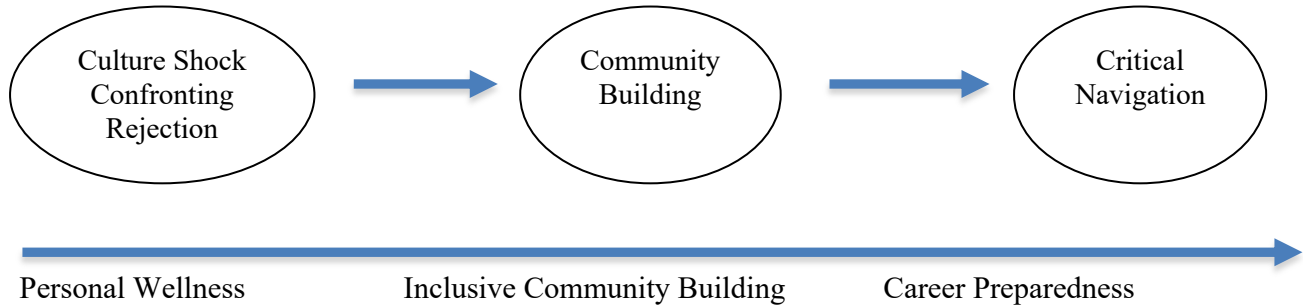 Culture Shock
Confronting
Rejection
Community
Building
Critical
Navigation
Personal Wellness
Inclusive Community Building
Career Preparedness